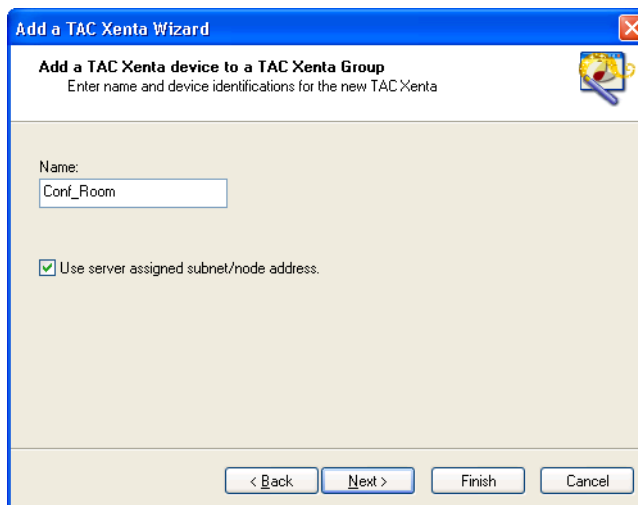 Add a TAC Xenta Wizard
Add a TAC Xenta device to a TAC Xenta Group
Enter name and device identifications for the new TAC Xenta
Name:
Conf_Room
Use server assigned subnet/node address.
< Back Next > Finish Cancel